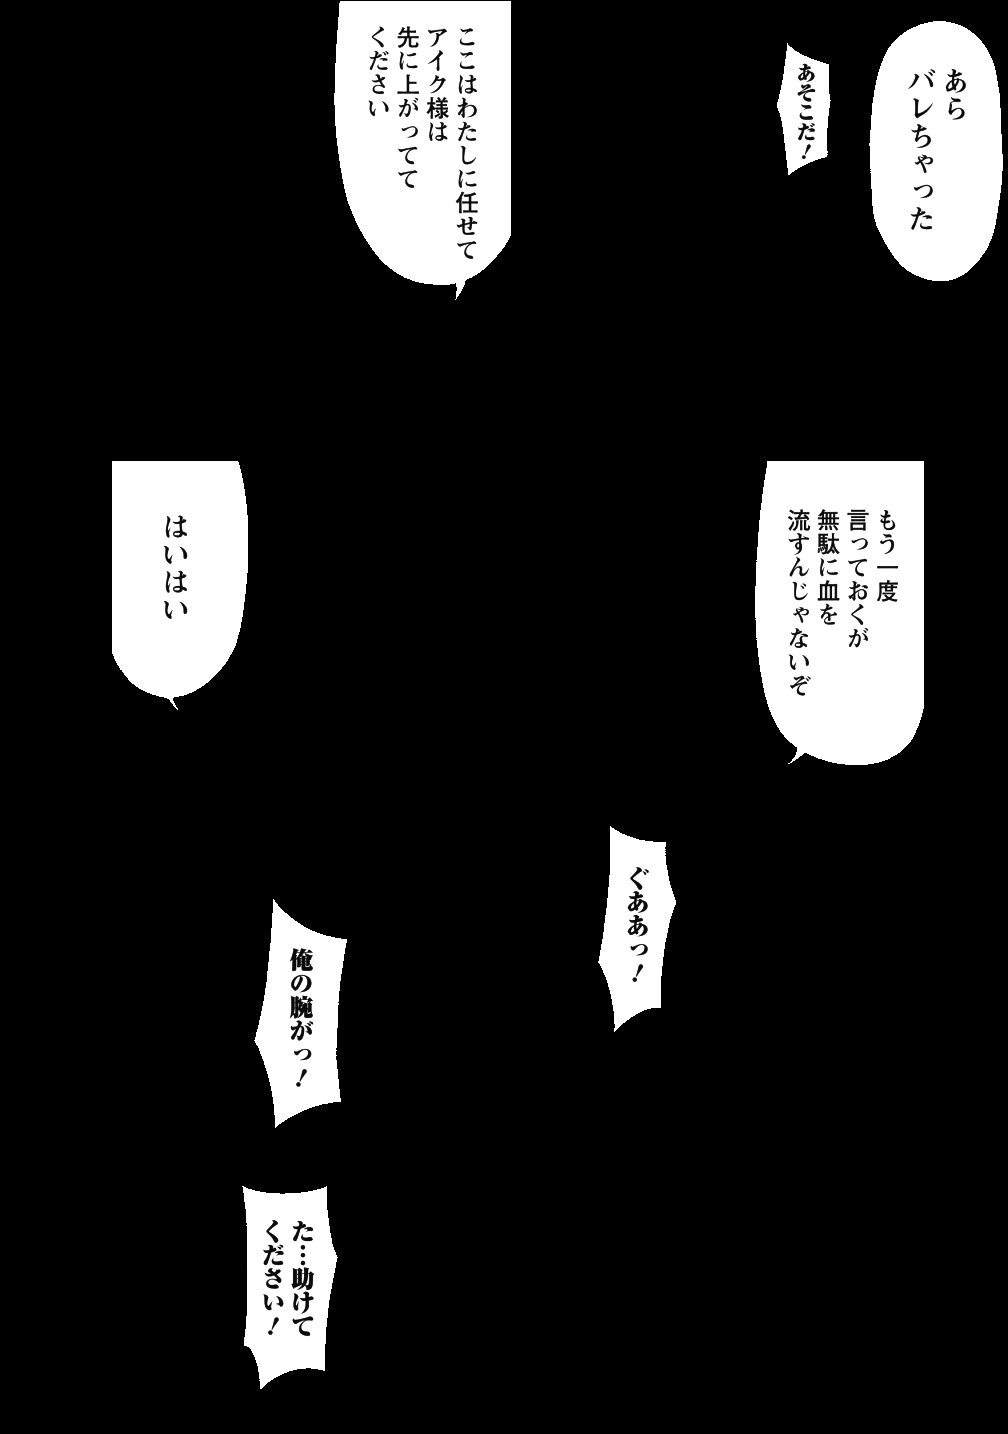 あら
バレちゃった
あそこだ！
ここはわたしに任せて
アイク様は
先に上がってて
ください
もう一度
言っておくが
無駄に血を
流すんじゃないぞ
はいはい
ぐああっ！
俺の腕がっ！
た…助けて
ください！